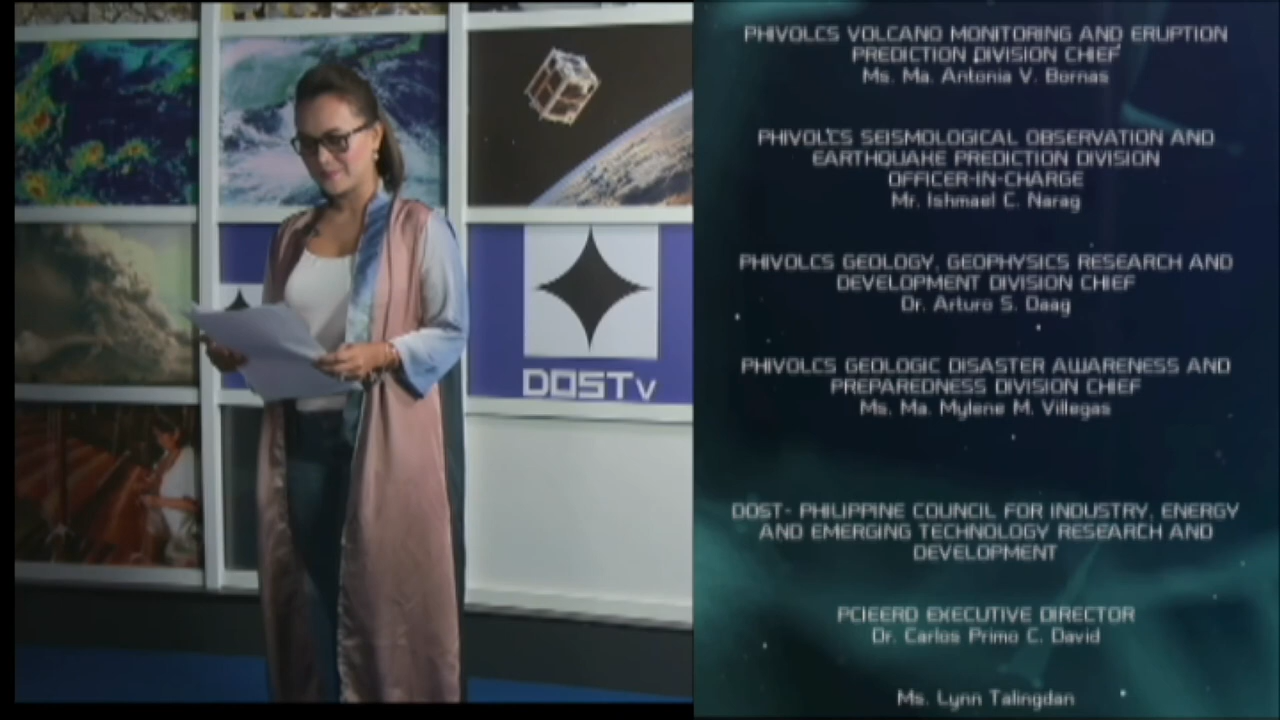 DOSTv
PHIVOLCS VOLCANO MONITORING AND ERUPTION
PREDICTION DIVISION CHIEF
Ms. Ma. Antonia V. Bornas
PHIVOLCS SEISMOLOGICAL OBSERVATION AND
EARTHQUAKE PREDICTION DIVISION
OFFICER-IN-CHARGE
Mr. Ishmael C. Narag
PHIVOLCS GEOLOGY, GEOPHYSICS RESEARCH AND
DEVELOPMENT DIVISION CHIEF
Dr. Arturo S. Daag
PHIVOLCS GEOLOGIC DISASTER AWARENESS AND
PREPAREDNESS DIVISION CHIEF
Ms. Ma. Mylene M. Villegas
DOST- PHILIPPINE COUNCIL FOR INDUSTRY, ENERGY
AND EMERGING TECHNOLOGY RESEARCH AND
DEVELOPMENT
PCIEERD EXECUTIVE DIRECTOR
Dr. Carlos Primo C. David
Ms. Lynn Talingdan